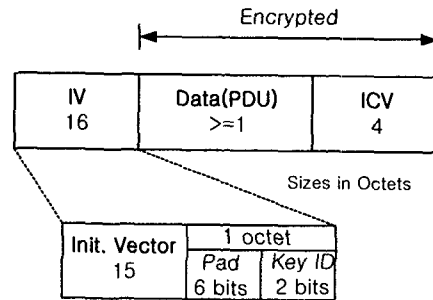 Encrypted
IV
16
Data(PDU)
>=1
ICV
4
Sizes in Octets
Init. Vector
15
1 octet
Pad
6 bits
Key ID
2 bits